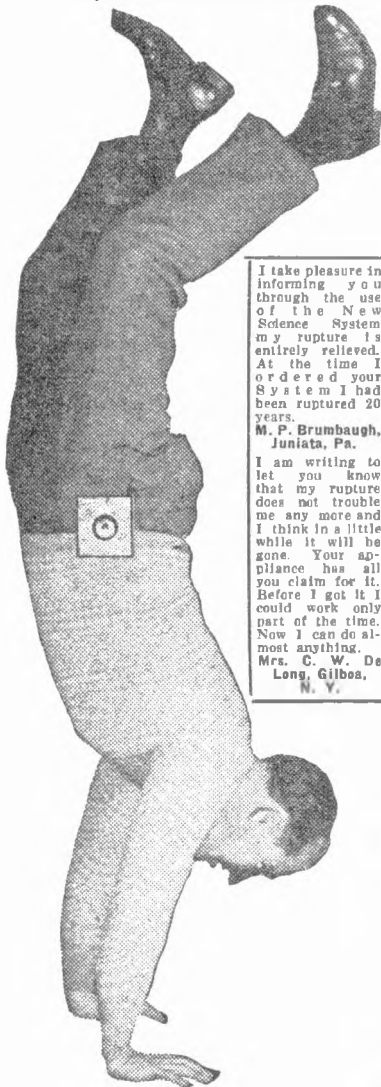 I take pleasure in
informing you
through the use
of the New
Science System
my rupture is
entirely relieved.
At the time I
ordered your
System I had
been ruptured 20
years.
M. P. Brumbaugh,
Juniata, Pa.
I am writing to
let you know
that my rupture
does not trouble
me any more and
I think in a little
while it will be
gone. Your ap-
pliance has all
you claim for it.
Before I got it I
could work only
part of the time.
Now I can do al-
most anything.
Mrs. C. W. De
Long, Gilboa,
N. Y.